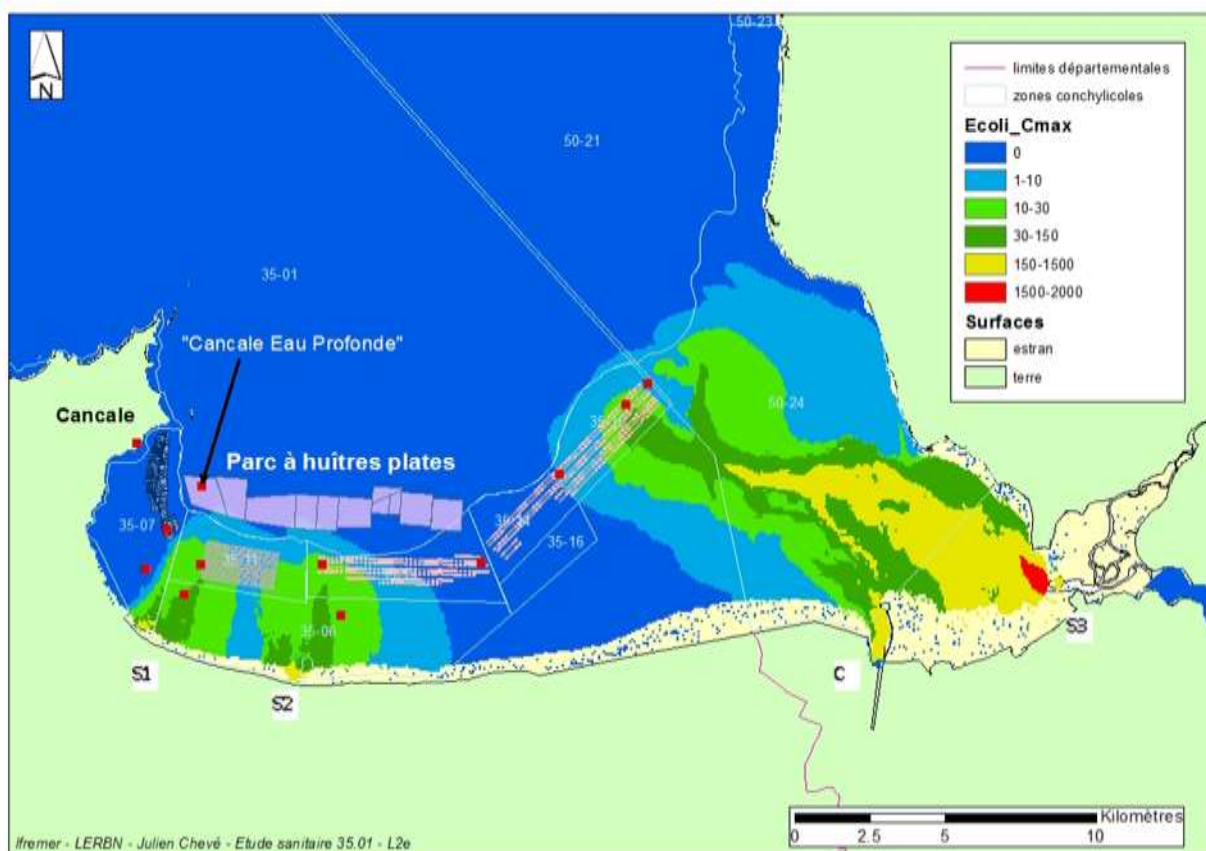 N
50-23
limites départementales
zones conchylicoles
Ecoli_Cmax
0
1-10
10-30
30-150
150-1500
1500-2000
Surfaces
estran
terre
50-21
35-01
"Cancale Eau Profonde"
Cancale
Parc à huîtres plates
50-24
35-07
35-16
35-06
S1
S2
C
S3
Kilomètres
0 2.5 5 10
Ifremer - LERBN - Julien Chevé - Etude sanitaire 35.01 - L2e